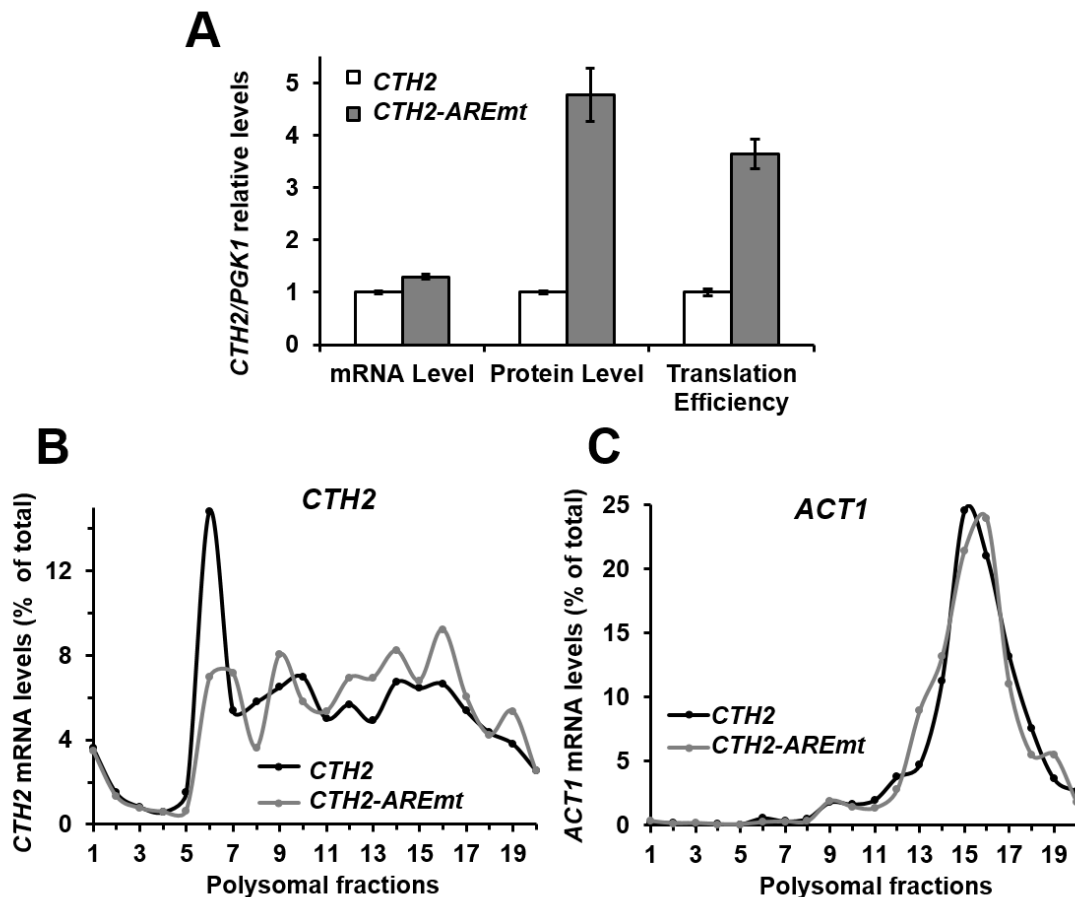 A
CTH2/PGK1 relative levels
5
4
3
2
1
0
CTH2
CTH2-AREmt
mRNA Level
Protein Level
Translation
Efficiency
B
CTH2
CTH2 mRNA levels (% of total)
12
8
4
0
CTH2
CTH2-AREmt
1 3 5 7 9 11 13 15 17 19
Polysomal fractions
C
ACT1
ACT1 mRNA levels (% of total)
25
20
15
10
5
0
CTH2
CTH2-AREmt
1 3 5 7 9 11 13 15 17 19
Polysomal fractions